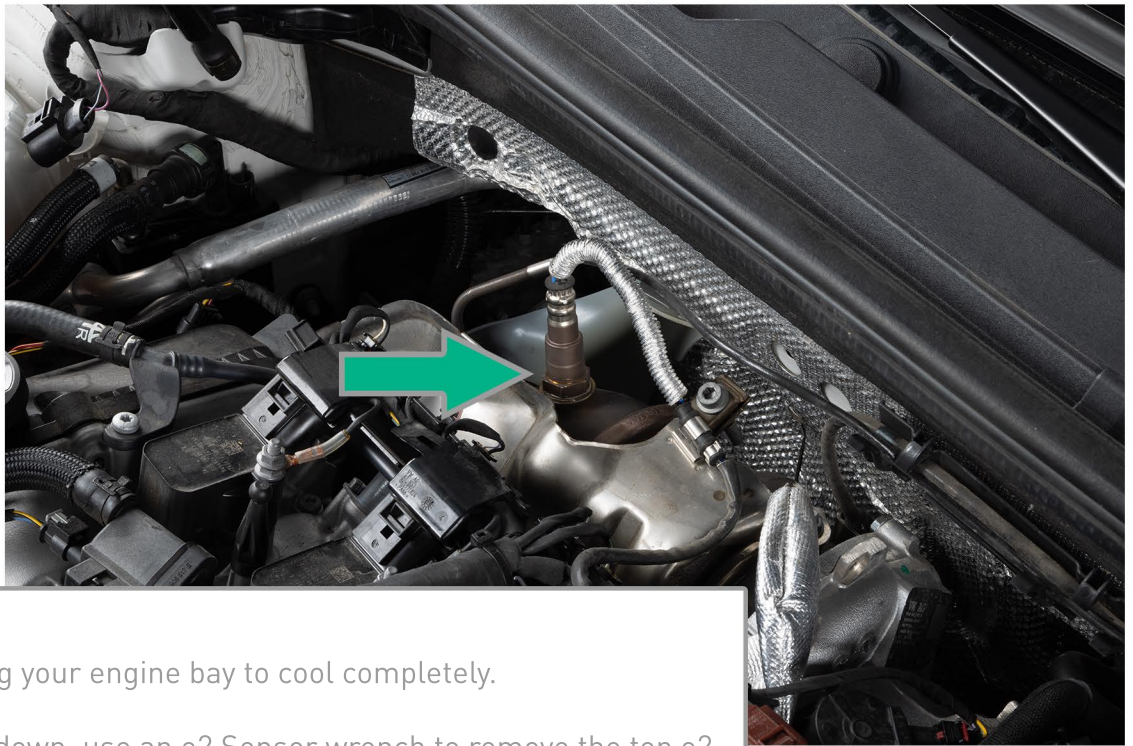 g your engine bay to cool completely.
down, use an o2 Sensor wrench to remove the top o2